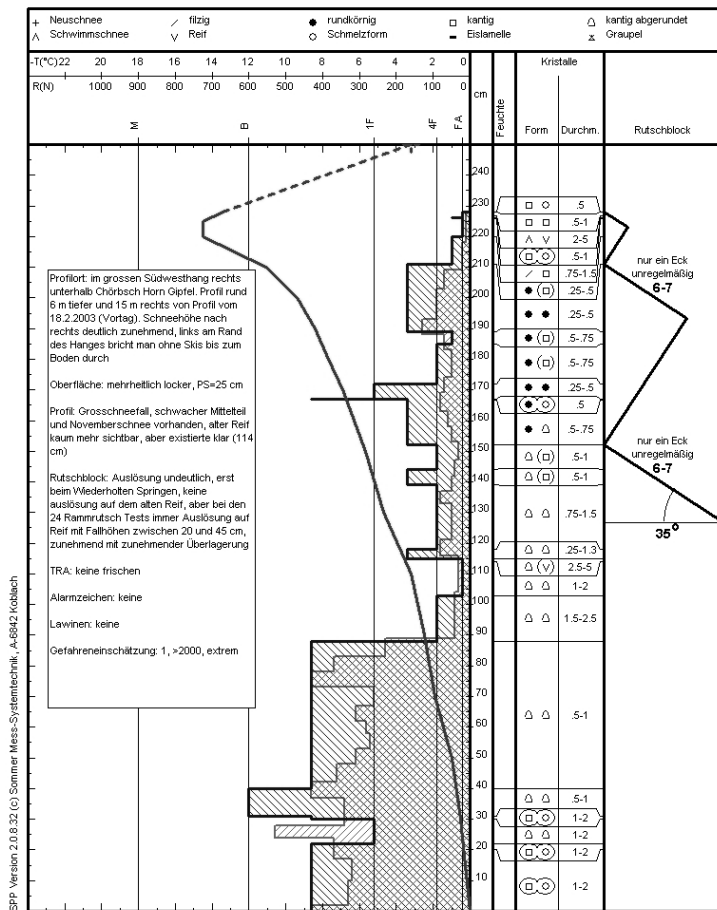 + Neuschnee / filzig ● rundkörnig □ kantig kantig abgerundet
∧ Schwimmschnee ∨ Reif ○ Schmelzform Eislamelle Graupel
-T(°C) 22 20 18 16 14 12 10 8 6 4 2 0
R(N) 1000 900 800 700 600 500 400 300 200 100 0
cm
Feuchte
Kristalle
Form Durchm. Rutschblock
M B 1F 4F F A
240
230
220
210
200
190
180
170
160
150
140
130
120
110
100
90
80
70
60
50
40
30
20
10
.5
.5-1
2-5
.5-1
.75-1.5
.25-.5
.25-.5
.5-.75
.5-.75
.25-.5
.5
.5-.75
.5-1
.5-1
.75-1.5
.25-1.3
2.5-5
1-2
1.5-2.5
.5-1
.5-1
1-2
1-2
1-2
1-2
nur ein Eck
unregelmäßig
6-7
nur ein Eck
unregelmäßig
6-7
35°
Profilort: im grossen Südwesthang rechts
unterhalb Chörbsch Horn Gipfel. Profil rund
6 m tiefer und 15 m rechts von Profil vom
18.2.2003 (Vortag). Schneehöhe nach
rechts deutlich zunehmend, links am Rand
des Hanges bricht man ohne Skis bis zum
Boden durch
Oberfläche: mehrheitlich locker, PS=25 cm
Profil: Grosschneefall, schwacher Mittelteil
und Novemberschnee vorhanden, alter Reif
kaum mehr sichtbar, aber existierte klar (114
cm)
Rutschblock: Auslösung undeutlich, erst
beim Wiederholten Springen, keine
auslösung auf dem alten Reif, aber bei den
24 Rammrutsch Tests immer Auslösung auf
Reif mit Fallhöhen zwischen 20 und 45 cm,
zunehmend mit zunehmender Überlagerung
TRA: keine frischen
Alarmzeichen: keine
Lawinen: keine
Gefahreneinschätzung: 1, >2000, extrem
SPP Version 2.0.8.32 (c) Sommer Mess-Systemtechnik, A-6842 Koblach